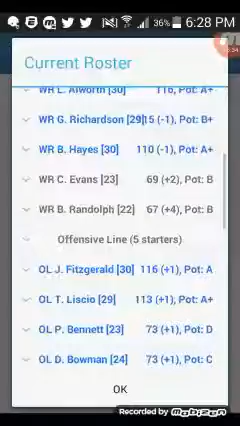 36% 6:28 PM
Current Roster
WR L. Alworth [30] 116, Pot: A+
WR G. Richardson [29]115 (-1), Pot: B+
WR B. Hayes [30] 110 (-1), Pot: A+
WR C. Evans [23] 69 (+2), Pot: B
WR B. Randolph [22] 67 (+4), Pot: B
Offensive Line (5 starters)
OL J. Fitzgerald [30] 116 (+1), Pot: A
OL T. Liscio [29] 113 (+1), Pot: A+
OL P. Bennett [23] 73 (+1), Pot: D
OL D. Bowman [24] 73 (+1), Pot: C
OK
Recorded by mobizen